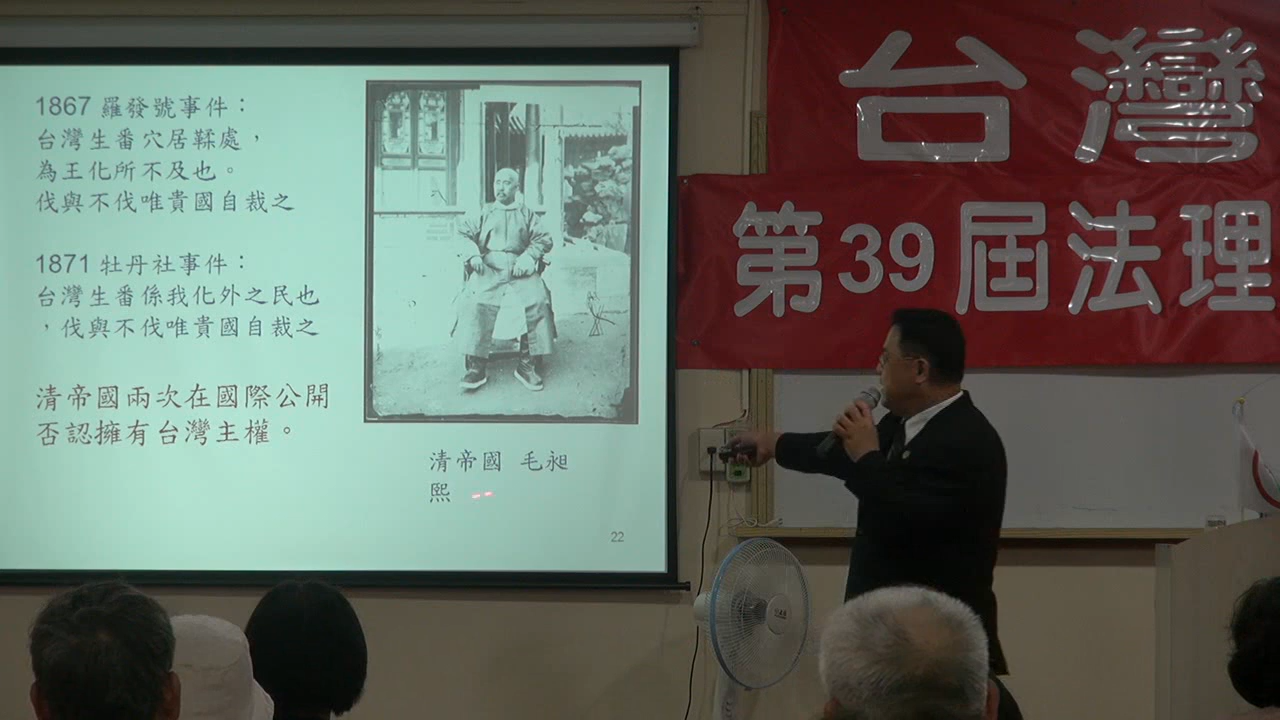 1867 羅發號事件：
台灣生番穴居鞣處，
為王化所不及也。
伐與不伐唯貴國自裁之
1871 牡丹社事件：
台灣生番係我化外之民也
，伐與不伐唯貴國自裁之
清帝國兩次在國際公開
否認擁有台灣主權。
清帝國 毛昶
熙
22
台灣
第39屆法理